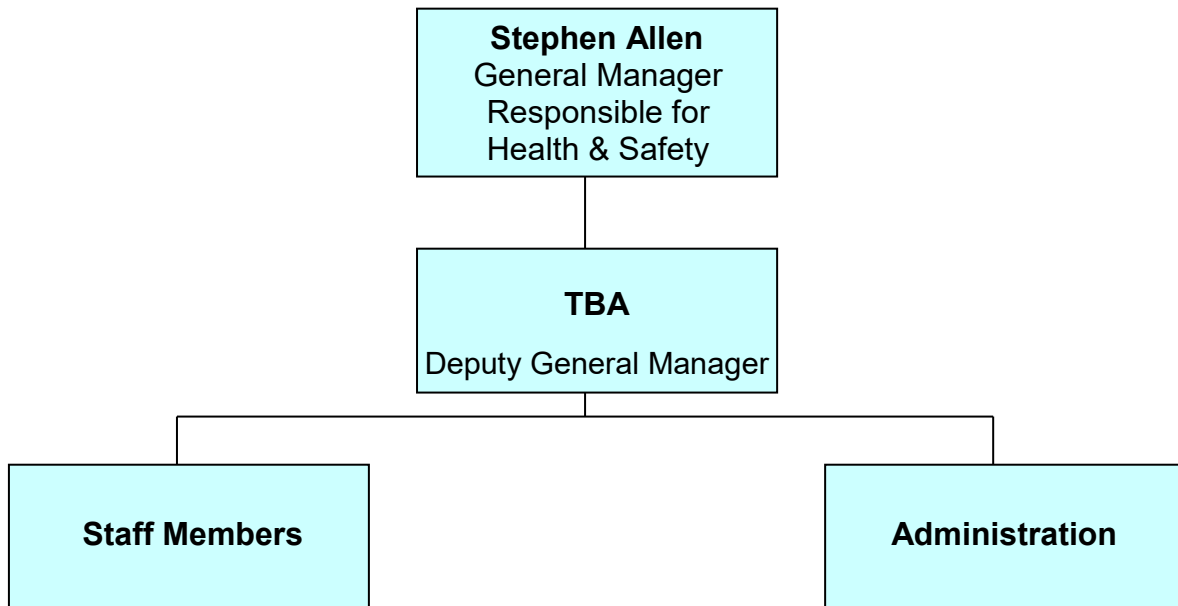 Stephen Allen
General Manager
Responsible for
Health & Safety
TBA
Deputy General Manager
Staff Members
Administration